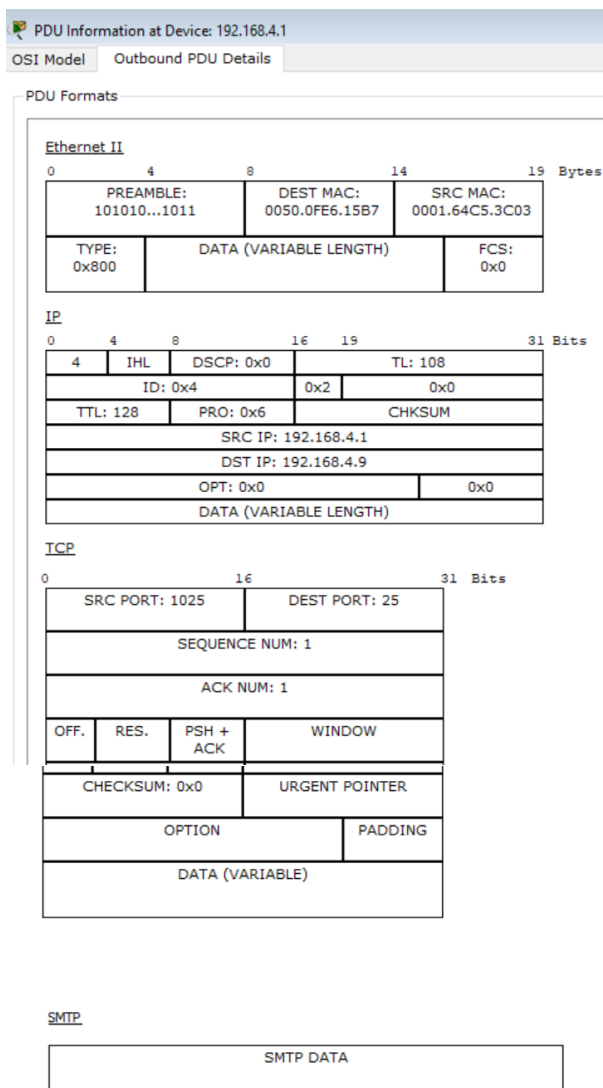 PDU Information at Device: 192.168.4.1
OSI Model Outbound PDU Details
PDU Formats
Ethernet II
0 4 8 14 19 Bytes
PREAMBLE: DEST MAC: SRC MAC:
101010...1011 0050.0FE6.15B7 0001.64C5.3C03
TYPE: DATA (VARIABLE LENGTH) FCS:
0x800 0x0
IP
0 4 8 16 19 31 Bits
4 IHL DSCP: 0x0 TL: 108
ID: 0x4 0x2 0x0
TTL: 128 PRO: 0x6 CHKSUM
SRC IP: 192.168.4.1
DST IP: 192.168.4.9
OPT: 0x0 0x0
DATA (VARIABLE LENGTH)
TCP
0 16 31 Bits
SRC PORT: 1025 DEST PORT: 25
SEQUENCE NUM: 1
ACK NUM: 1
OFF. RES. PSH + WINDOW
ACK
CHECKSUM: 0x0 URGENT POINTER
OPTION PADDING
DATA (VARIABLE)
SMTP
SMTP DATA